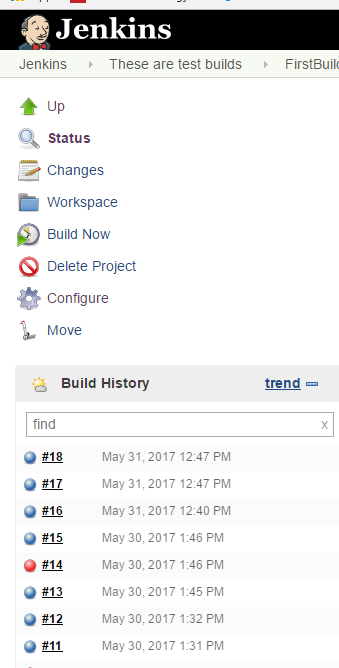 Jenkins
Jenkins These are test builds FirstBuil
Up
Status
Changes
Workspace
Build Now
Delete Project
Configure
Move
Build History trend
find x
#18 May 31, 2017 12:47 PM
#17 May 31, 2017 12:47 PM
#16 May 31, 2017 12:40 PM
#15 May 30, 2017 1:46 PM
#14 May 30, 2017 1:46 PM
#13 May 30, 2017 1:45 PM
#12 May 30, 2017 1:32 PM
#11 May 30, 2017 1:31 PM